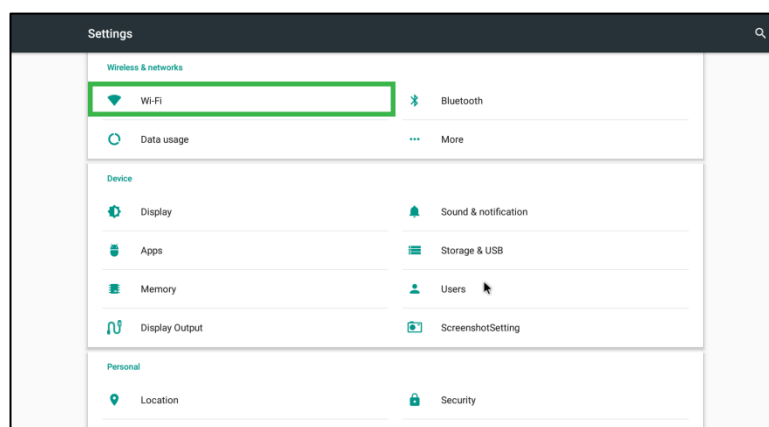 Settings
Wireless & networks
Wi-Fi
Bluetooth
Data usage
More
Device
Display
Sound & notification
Apps
Storage & USB
Memory
Users
Display Output
ScreenshotSetting
Personal
Location
Security